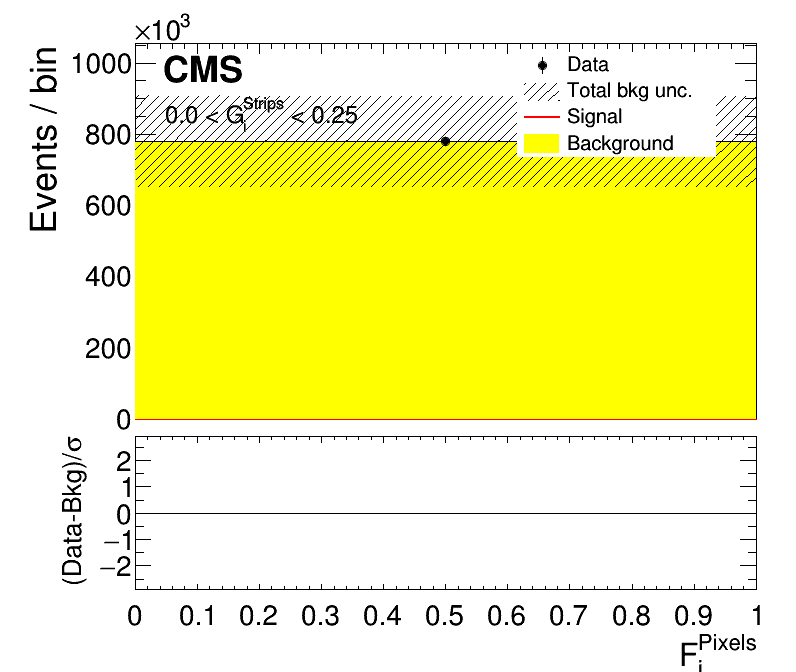 ×10³
Events / bin
1000
800
600
400
200
0
CMS
0.0 < G_i^Strips < 0.25
Data
Total bkg unc.
Signal
Background
(Data-Bkg)/σ
2
1
0
−1
−2
0 0.1 0.2 0.3 0.4 0.5 0.6 0.7 0.8 0.9 1
F_i^Pixels